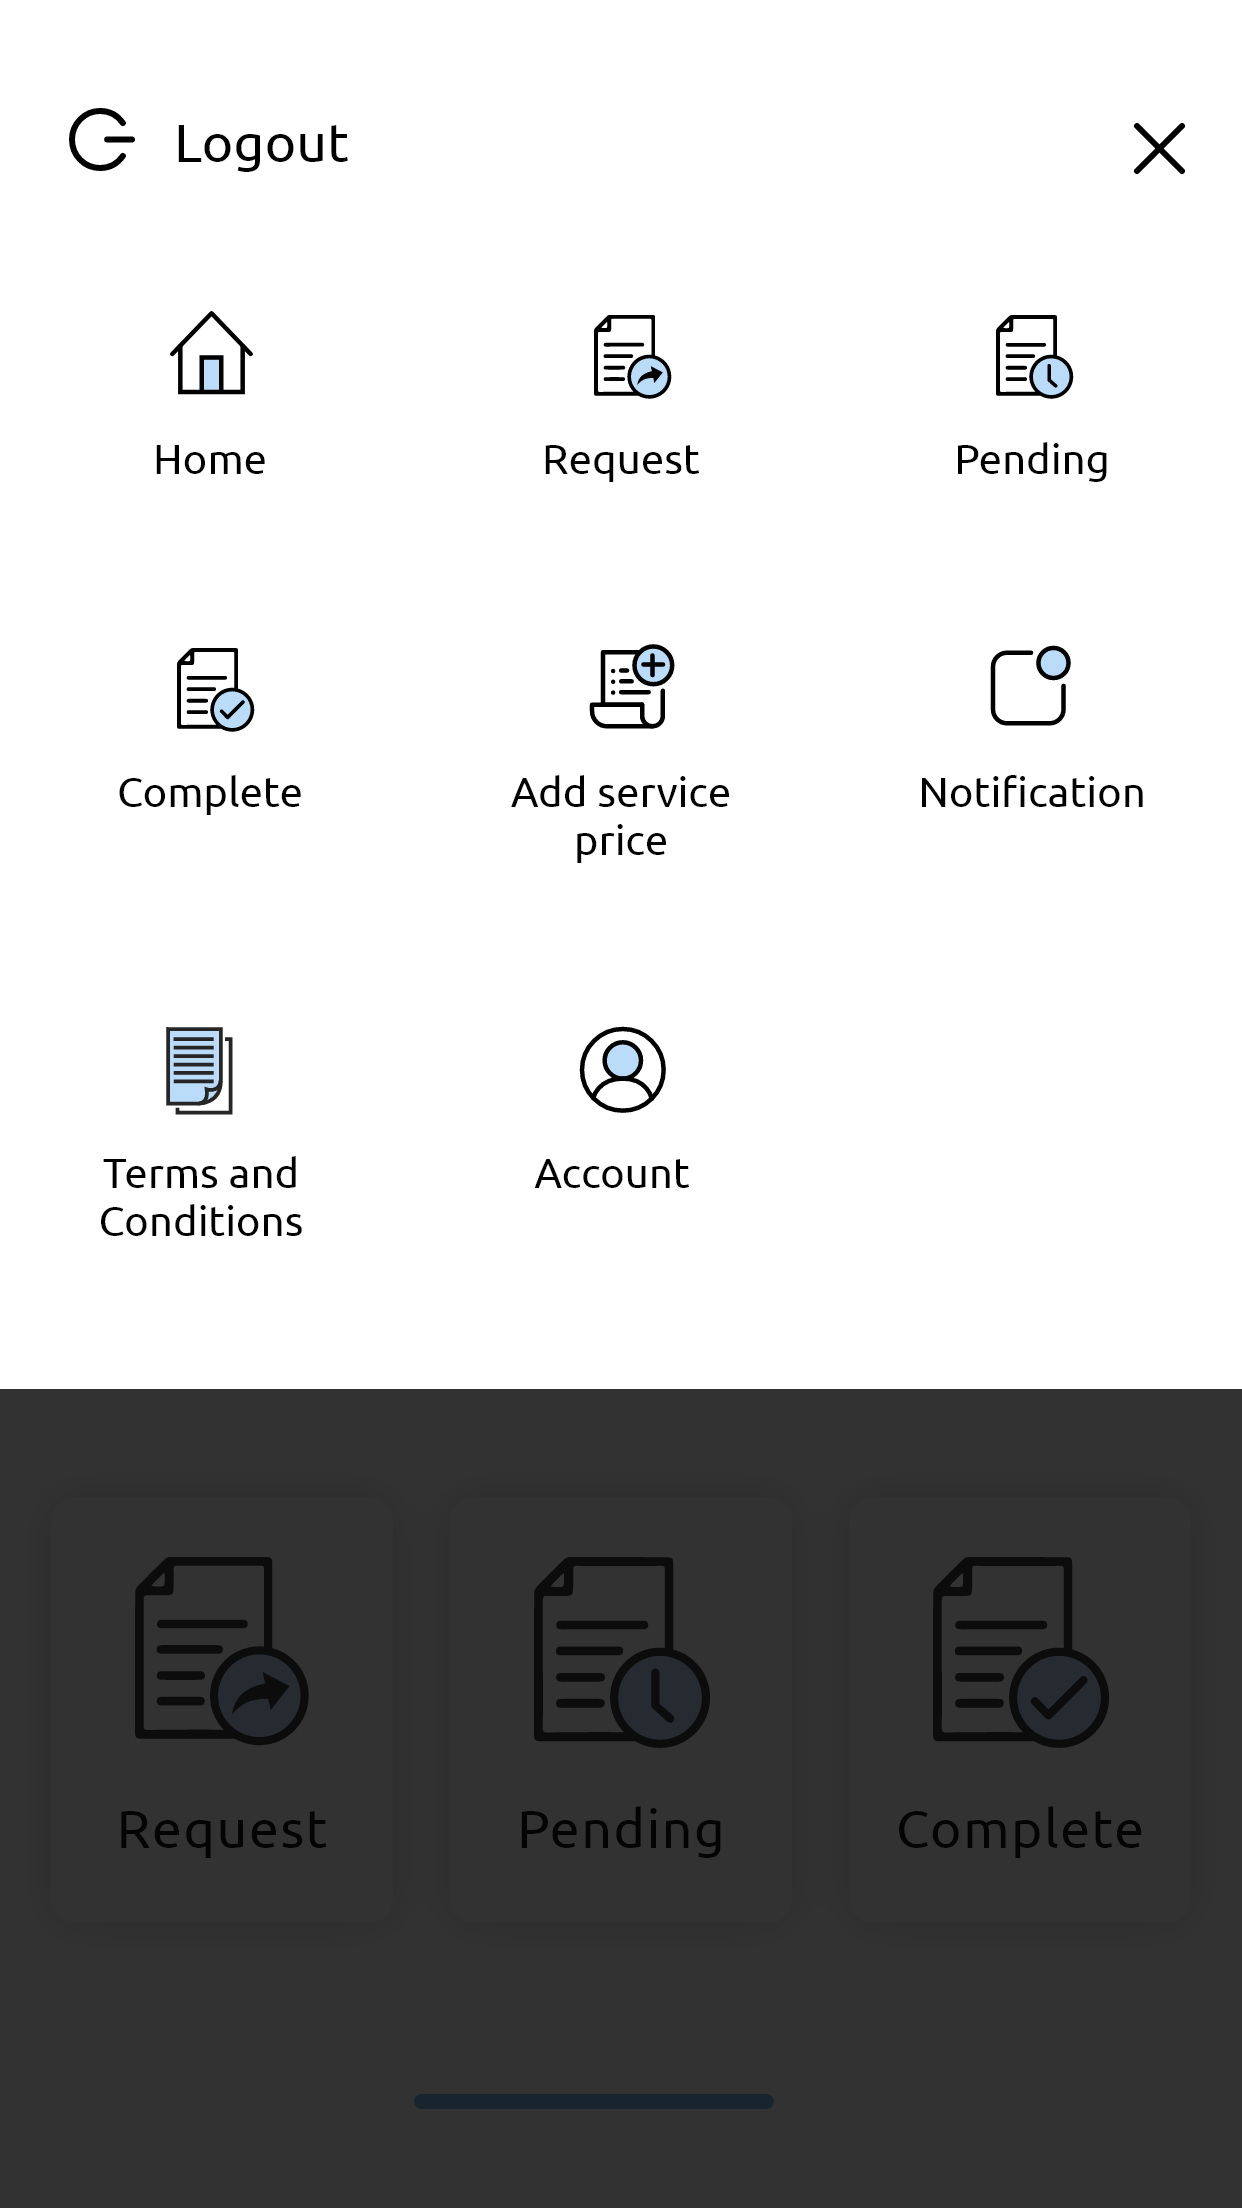 Logout
Home
Request
Pending
Complete
Add service
price
Notification
Terms and
Conditions
Account
Request
Pending
Complete